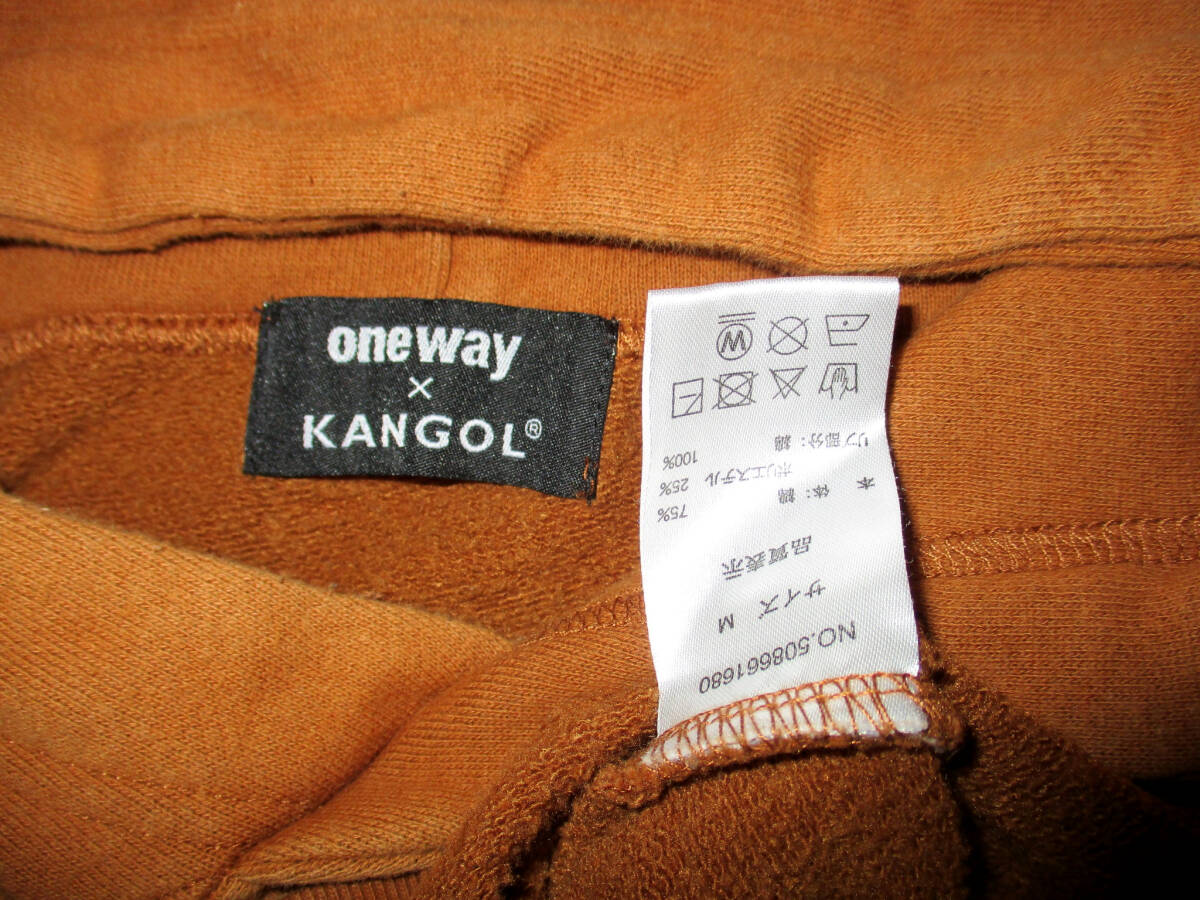 oneway
×
KANGOL®
NO.508661680
サイズ M
品質表示
本 体: 綿 75%
ポリエステル 25%
リブ部分: 綿 100%
W